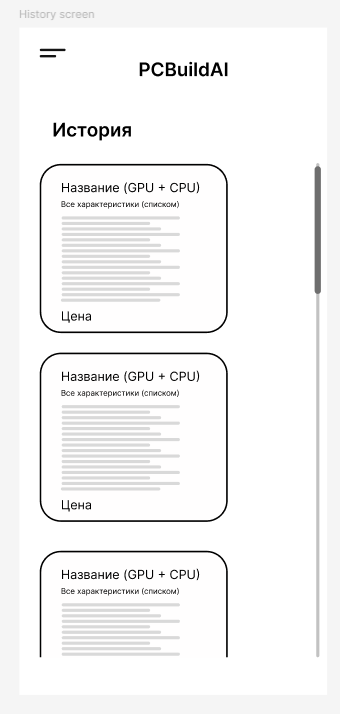 History screen
PCBuildAI
История
Название (GPU + CPU)
Все характеристики (списком)
Цена
Название (GPU + CPU)
Все характеристики (списком)
Цена
Название (GPU + CPU)
Все характеристики (списком)